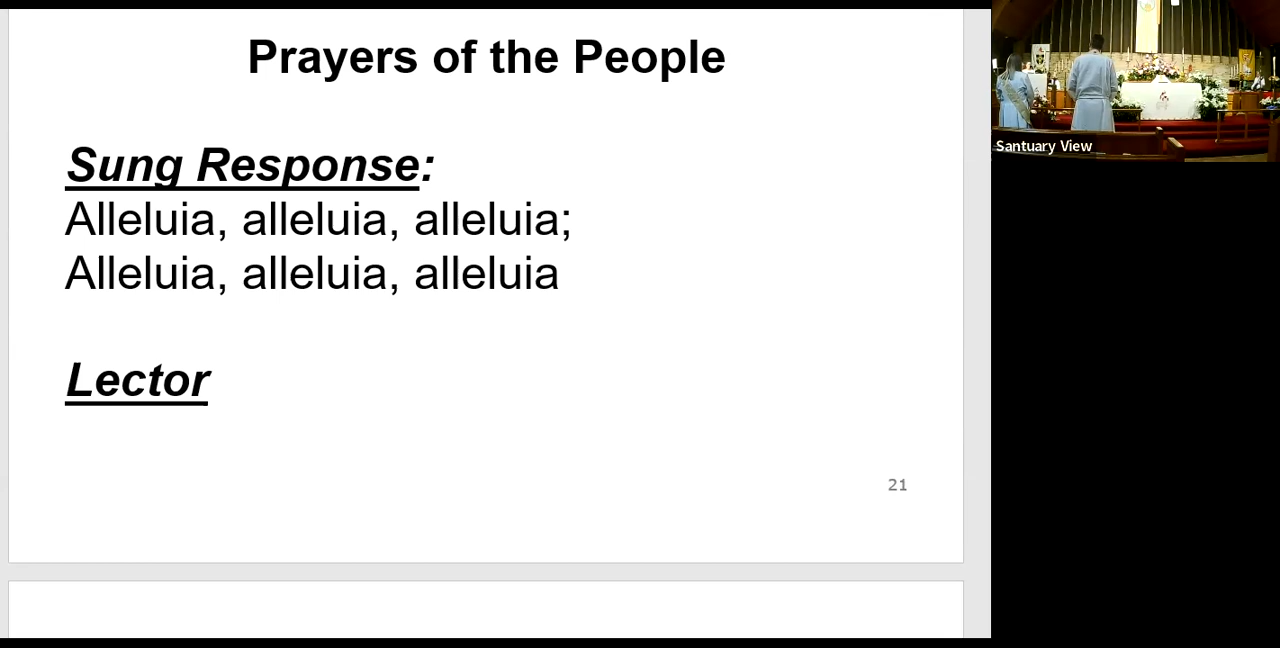 Prayers of the People
Sung Response:
Alleluia, alleluia, alleluia;
Alleluia, alleluia, alleluia
Lector
21
Santuary View